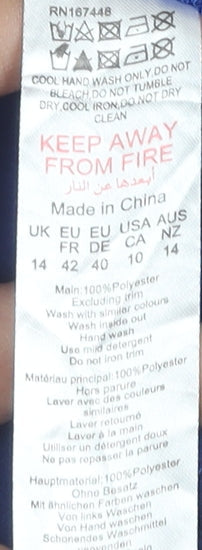 RN167448
COOL HAND WASH ONLY.DO NOT
BLEACH,DO NOT TUMBLE
DRY,COOL IRON,DO NOT DRY
CLEAN
KEEP AWAY
FROM FIRE
أبعدها عن النار
Made in China
UK EU EU USA AUS
FR DE CA NZ
14 42 40 10 14
Main:100%Polyester
Excluding trim
Wash with similar colours
Wash inside out
Hand wash
Use mild detergent
Do not iron trim
Matériau principal:100%Polyester
Hors parure
Laver avec des couleurs
similaires
Laver retourné
Laver à la main
Utiliser un détergent doux
Ne pas repasser la parure
Hauptmaterial:100%Polyester
Ohne Besatz
Mit ähnlichen Farben waschen
Von links Waschen
Von Hand waschen
Schonendes Waschmittel